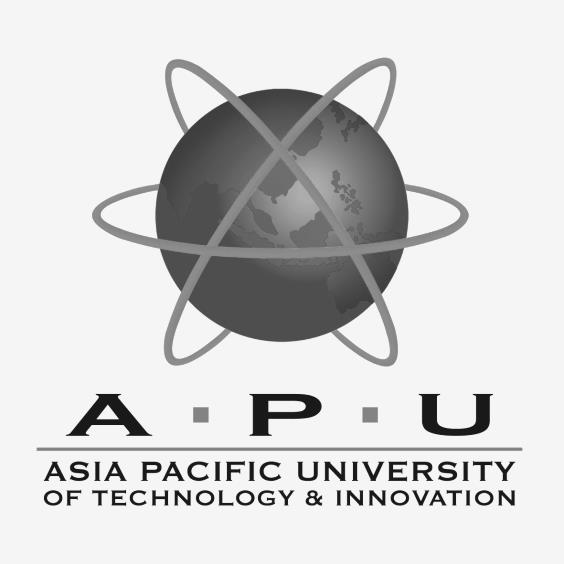 A ▪ P ▪ U
ASIA PACIFIC UNIVERSITY
OF TECHNOLOGY & INNOVATION